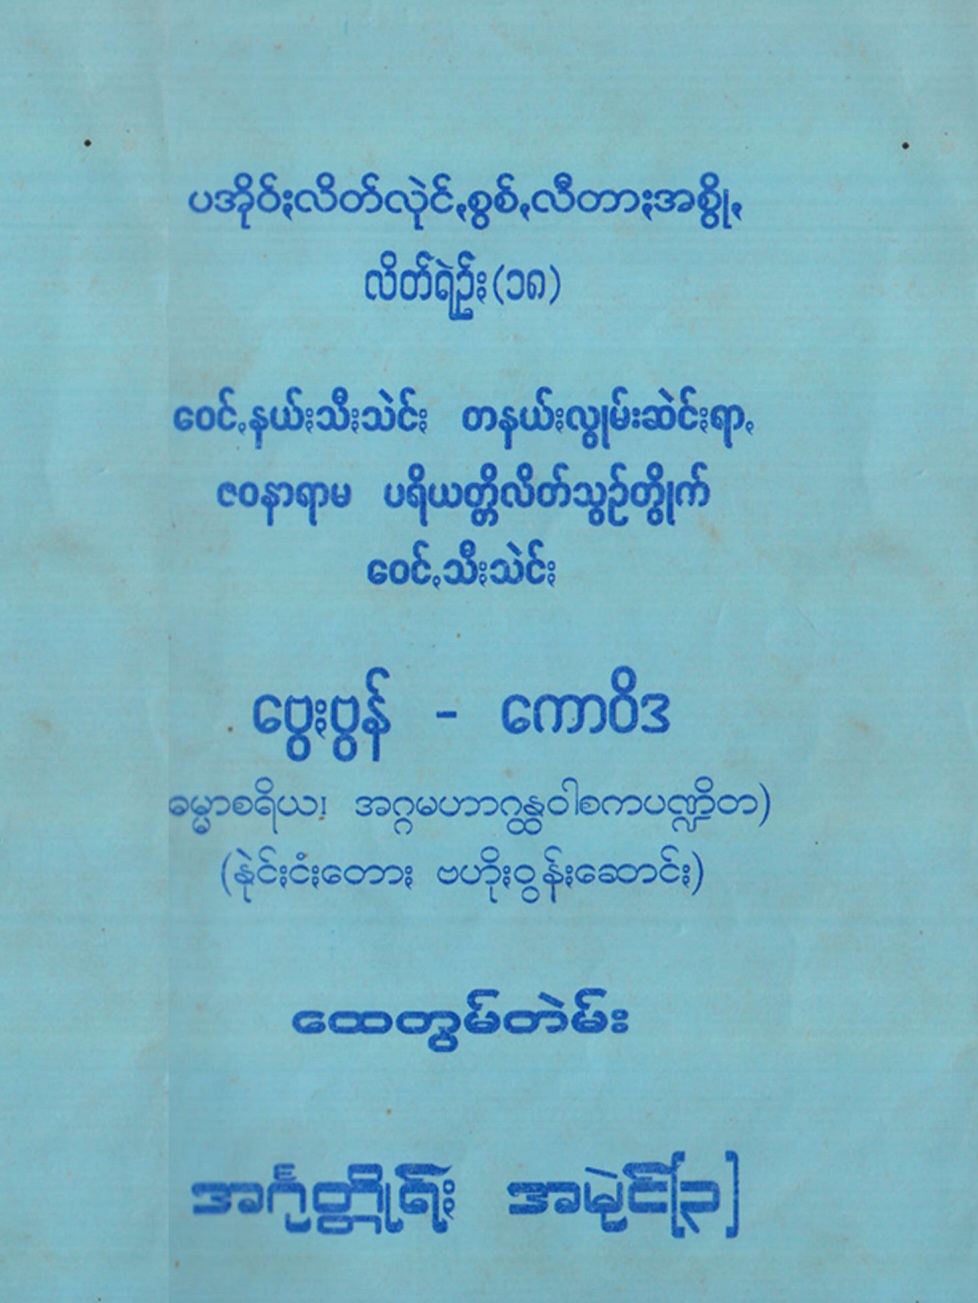 ပအိုဝ်ႏလိတ်လုဲင်ႇစွစ်ႇလီတာႏအစွိုႇ
လိတ်ရဲဥ်ႏ(၁၈)
ဝေင်ႇနယ်ႏသီႏသဲင်ႏ တနယ်ႏလွုမ်းဆဲင်ႏရာႇ
ဇဝနာရာမ ပရိယတ္တိလိတ်သွဥ်တွိုက်
ဝေင်ႇသီႏသဲင်ႏ
ဗွေႏဗွန် - ကောဝိဒ
ဓမ္မာစရိယ၊ အဂ္ဂမဟာဂန္ထဝါစကပဏ္ဍိတ)
(နဲင်ႏငံႏတောႏ ဗဟိုႏဝွန်ႏဆောင်ႏ)
ထေတွမ်တဲမ်း
အင်္ဂုတ္တိုရ်ႏ အမုဲင်[၃]